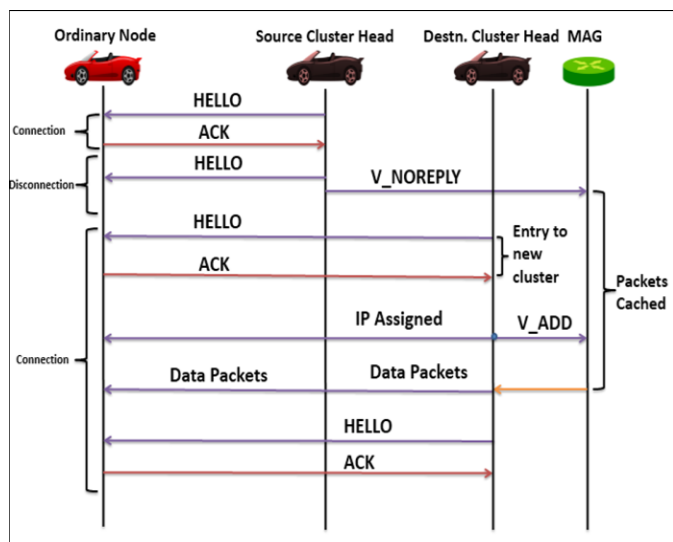 Ordinary Node
Source Cluster Head
Destn. Cluster Head
MAG
HELLO
Connection
ACK
HELLO
Disconnection
V_NOREPLY
HELLO
Entry to
new
cluster
ACK
Packets
Cached
IP Assigned
V_ADD
Connection
Data Packets
Data Packets
HELLO
ACK